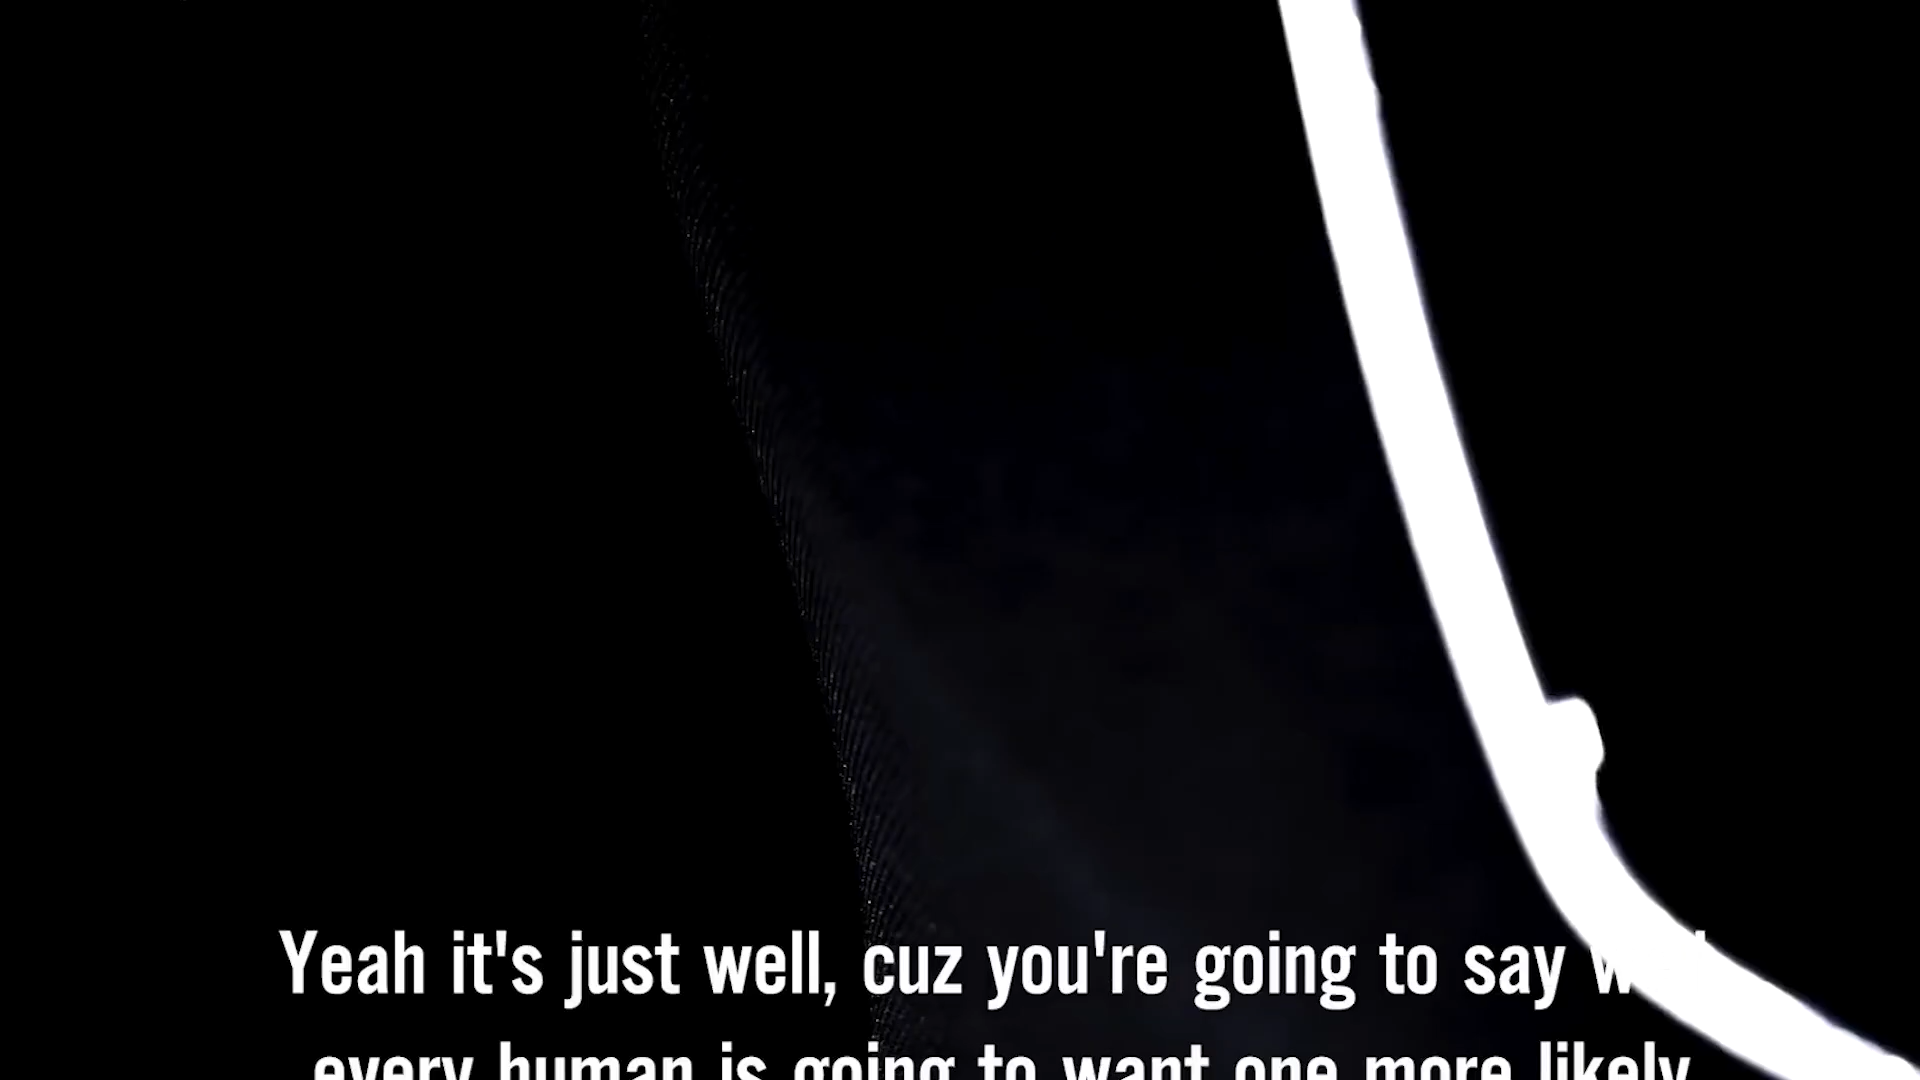 Yeah it's just well, cuz you're going to say
every human is going to want one more likely